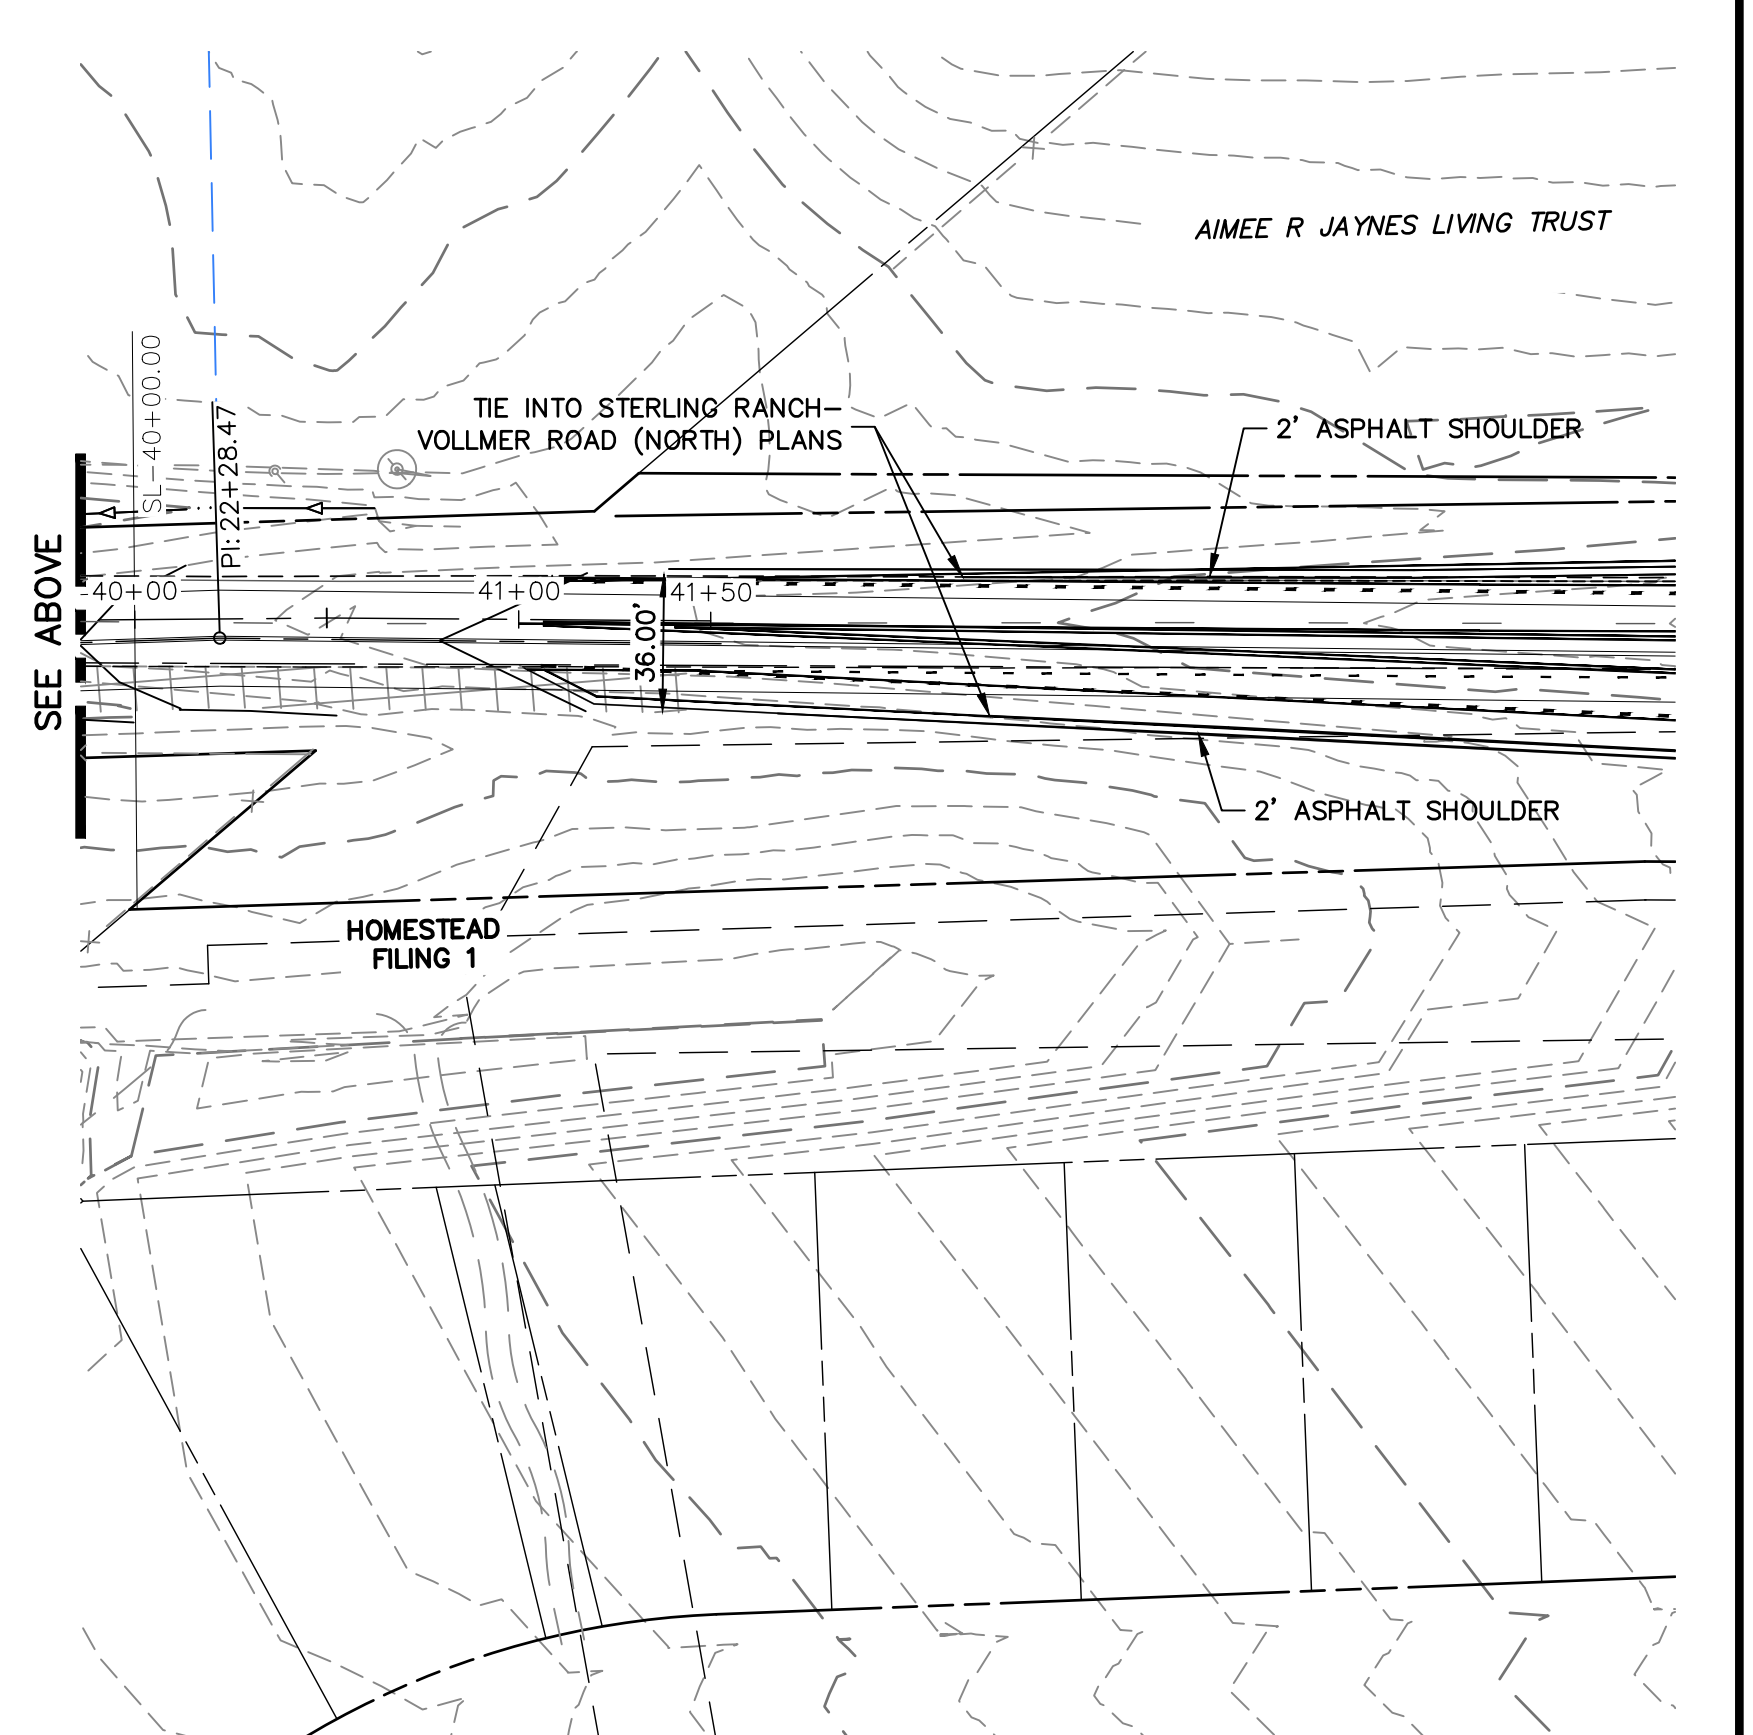 AIMEE R JAYNES LIVING TRUST
SL-40+00.00
PI: 22+28.47
TIE INTO STERLING RANCH-
VOLLMER ROAD (NORTH) PLANS
2' ASPHALT SHOULDER
SEE ABOVE
40+00
41+00
41+50
36.00'
2' ASPHALT SHOULDER
HOMESTEAD
FILING 1